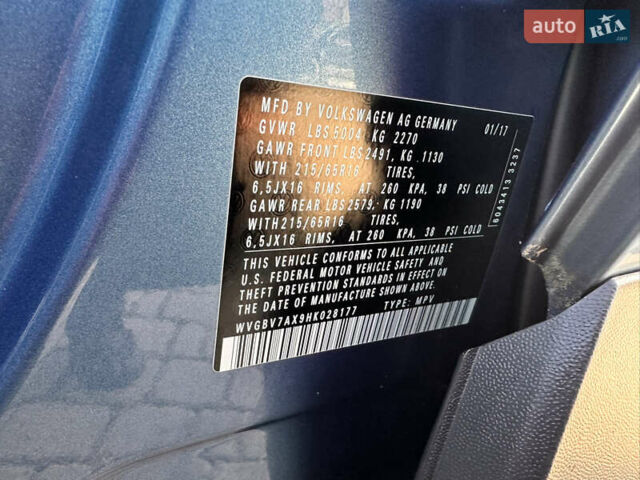 auto RIA.com
MFD BY VOLKSWAGEN AG GERMANY 01/17
GVWR LBS 5004 KG 2270
GAWR FRONT LBS 2491, KG 1130
WITH 215/65R16 TIRES,
6,5JX16 RIMS, AT 260 KPA, 38 PSI COLD
GAWR REAR LBS 2579, KG 1190
WITH 215/65R16 TIRES,
6,5JX16 RIMS, AT 260 KPA, 38 PSI COLD
THIS VEHICLE CONFORMS TO ALL APPLICABLE
U.S. FEDERAL MOTOR VEHICLE SAFETY AND
THEFT PREVENTION STANDARDS IN EFFECT ON
THE DATE OF MANUFACTURE SHOWN ABOVE.
WVGBV7AX9HK028177 TYPE: MPV
6043413 3237